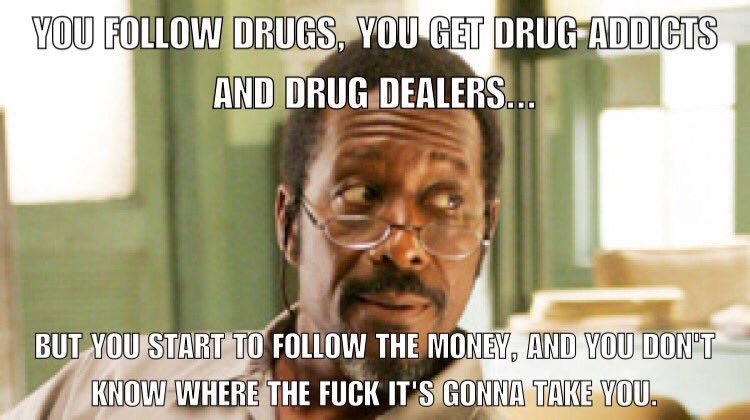 YOU FOLLOW DRUGS, YOU GET DRUG ADDICTS
AND DRUG DEALERS...
BUT YOU START TO FOLLOW THE MONEY, AND YOU DON'T
KNOW WHERE THE FUCK IT'S GONNA TAKE YOU.